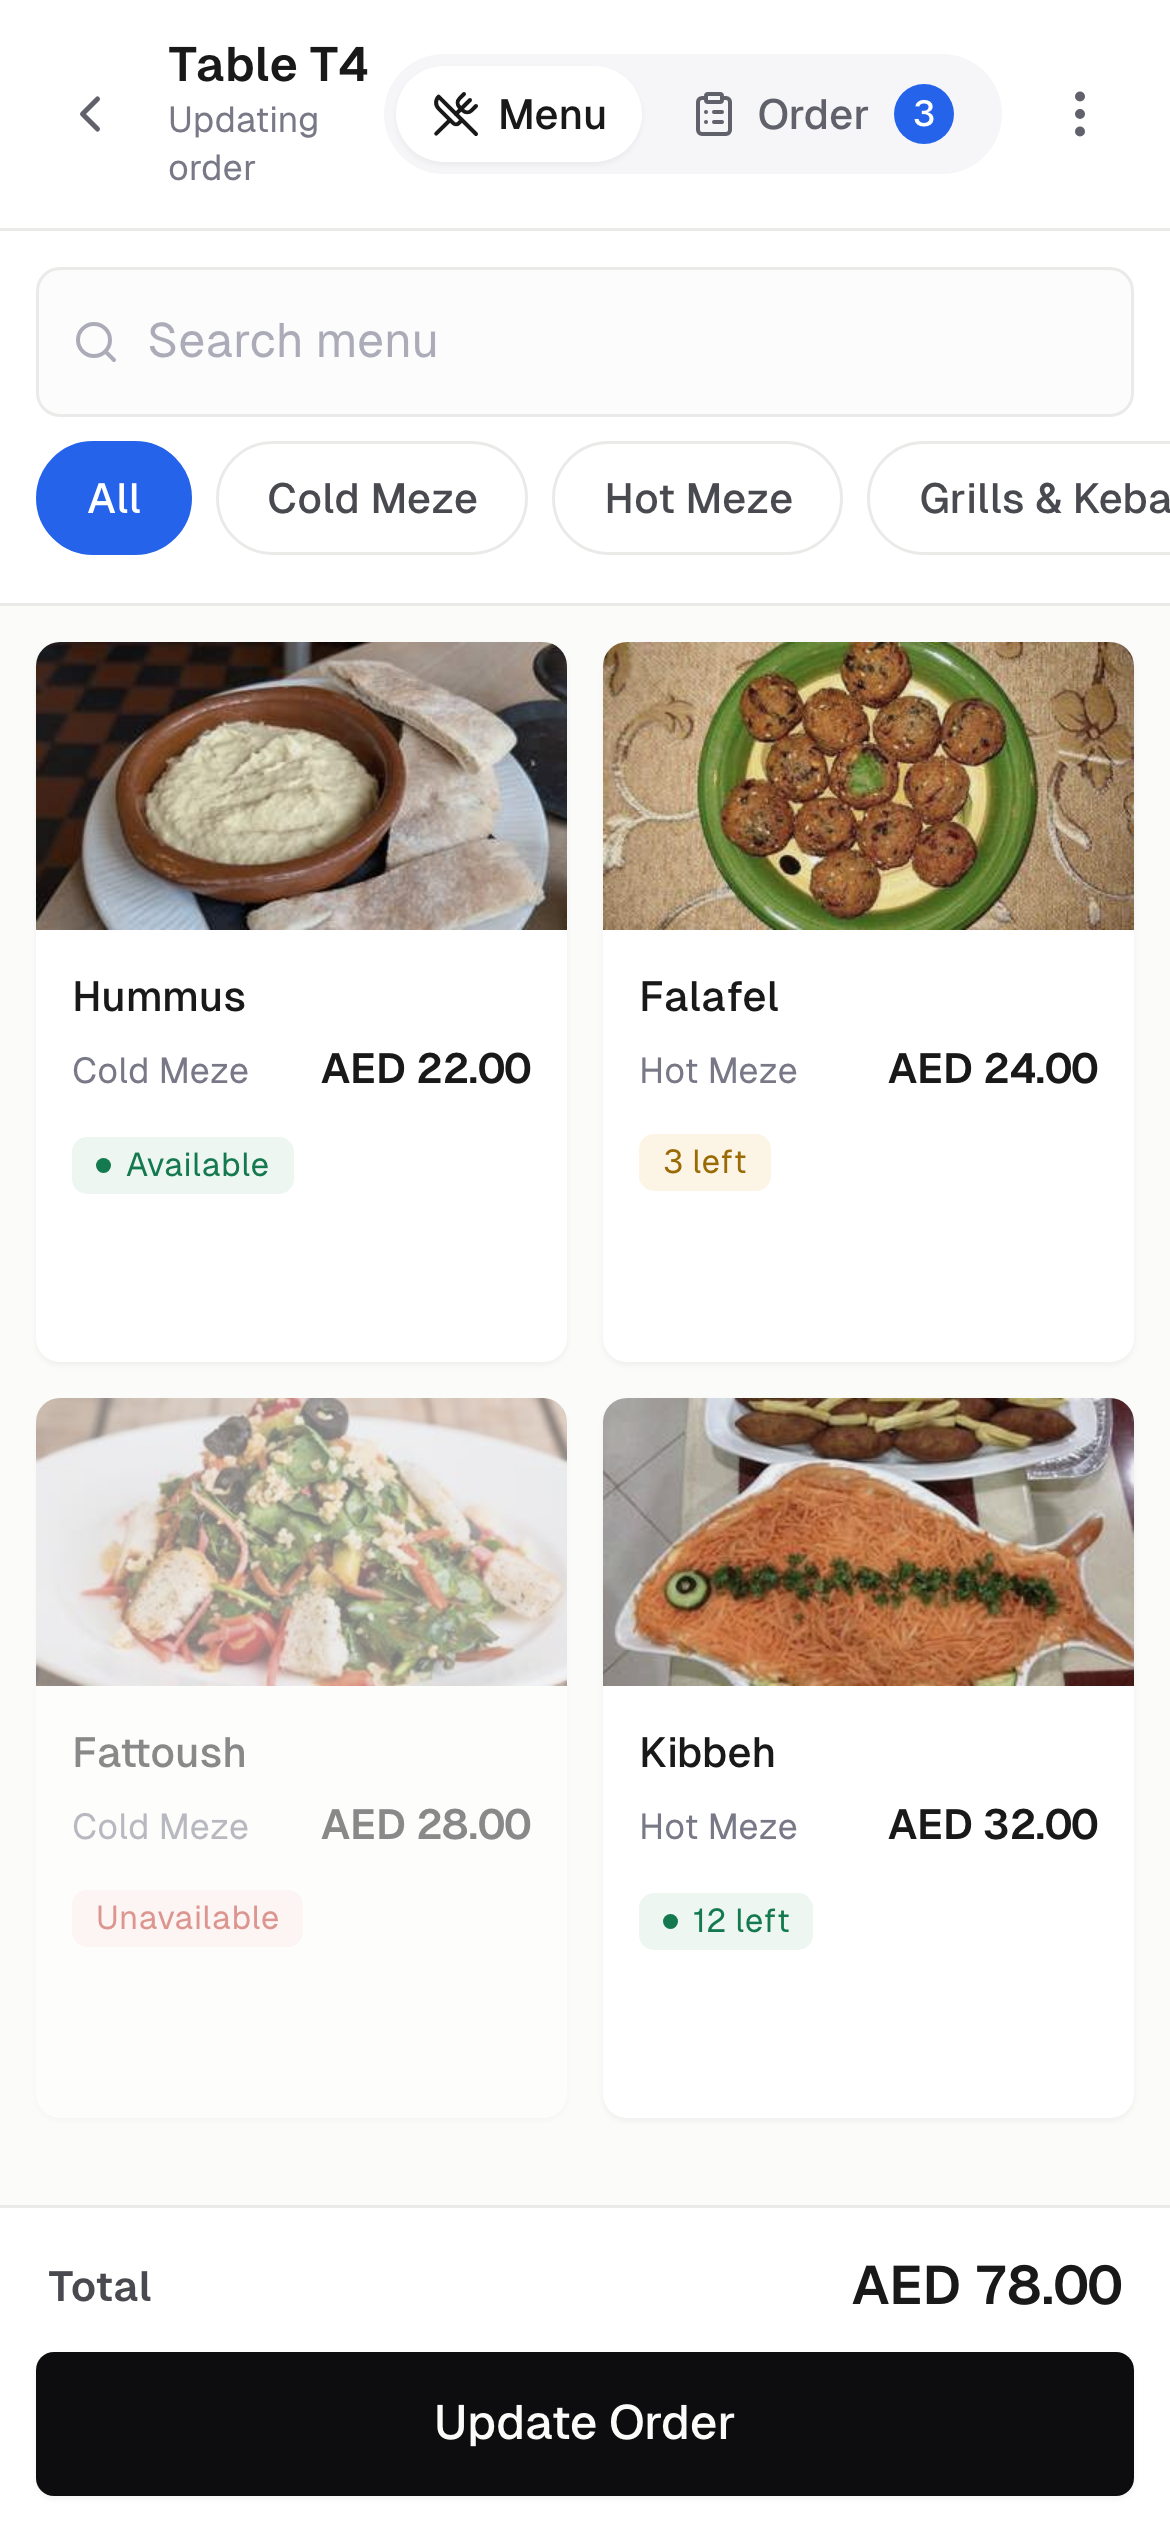 Table T4
Updating
order
Menu
Order 3
Search menu
All
Cold Meze
Hot Meze
Grills & Keba
Hummus
Cold Meze AED 22.00
Available
Falafel
Hot Meze AED 24.00
3 left
Fattoush
Cold Meze AED 28.00
Unavailable
Kibbeh
Hot Meze AED 32.00
12 left
Total AED 78.00
Update Order